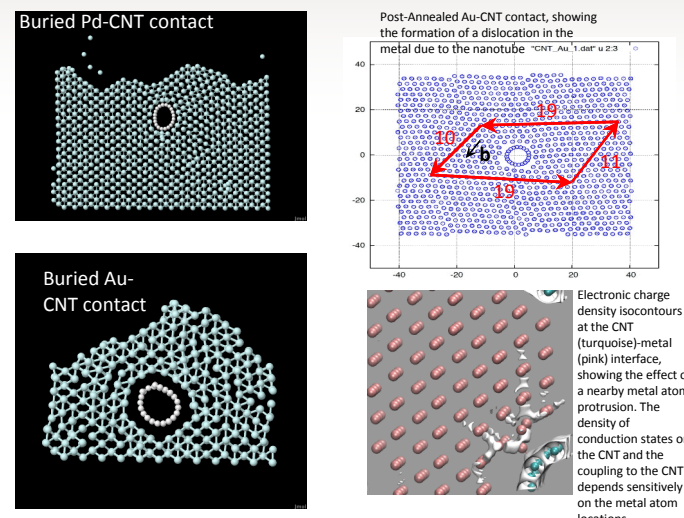 Buried Pd-CNT contact
jmol
Buried Au-
CNT contact
jmol
Post-Annealed Au-CNT contact, showing
the formation of a dislocation in the
metal due to the nanotube "CNT_Au_1.dat" u 2:3
40
20
0
-20
-40
-40
-20
0
20
40
19
10
b
11
19
Electronic charge
density isocontours
at the CNT
(turquoise)-metal
(pink) interface,
showing the effect
a nearby metal atom
protrusion. The
density of
conduction states
the CNT and the
coupling to the CNT
depends sensitively
on the metal atom